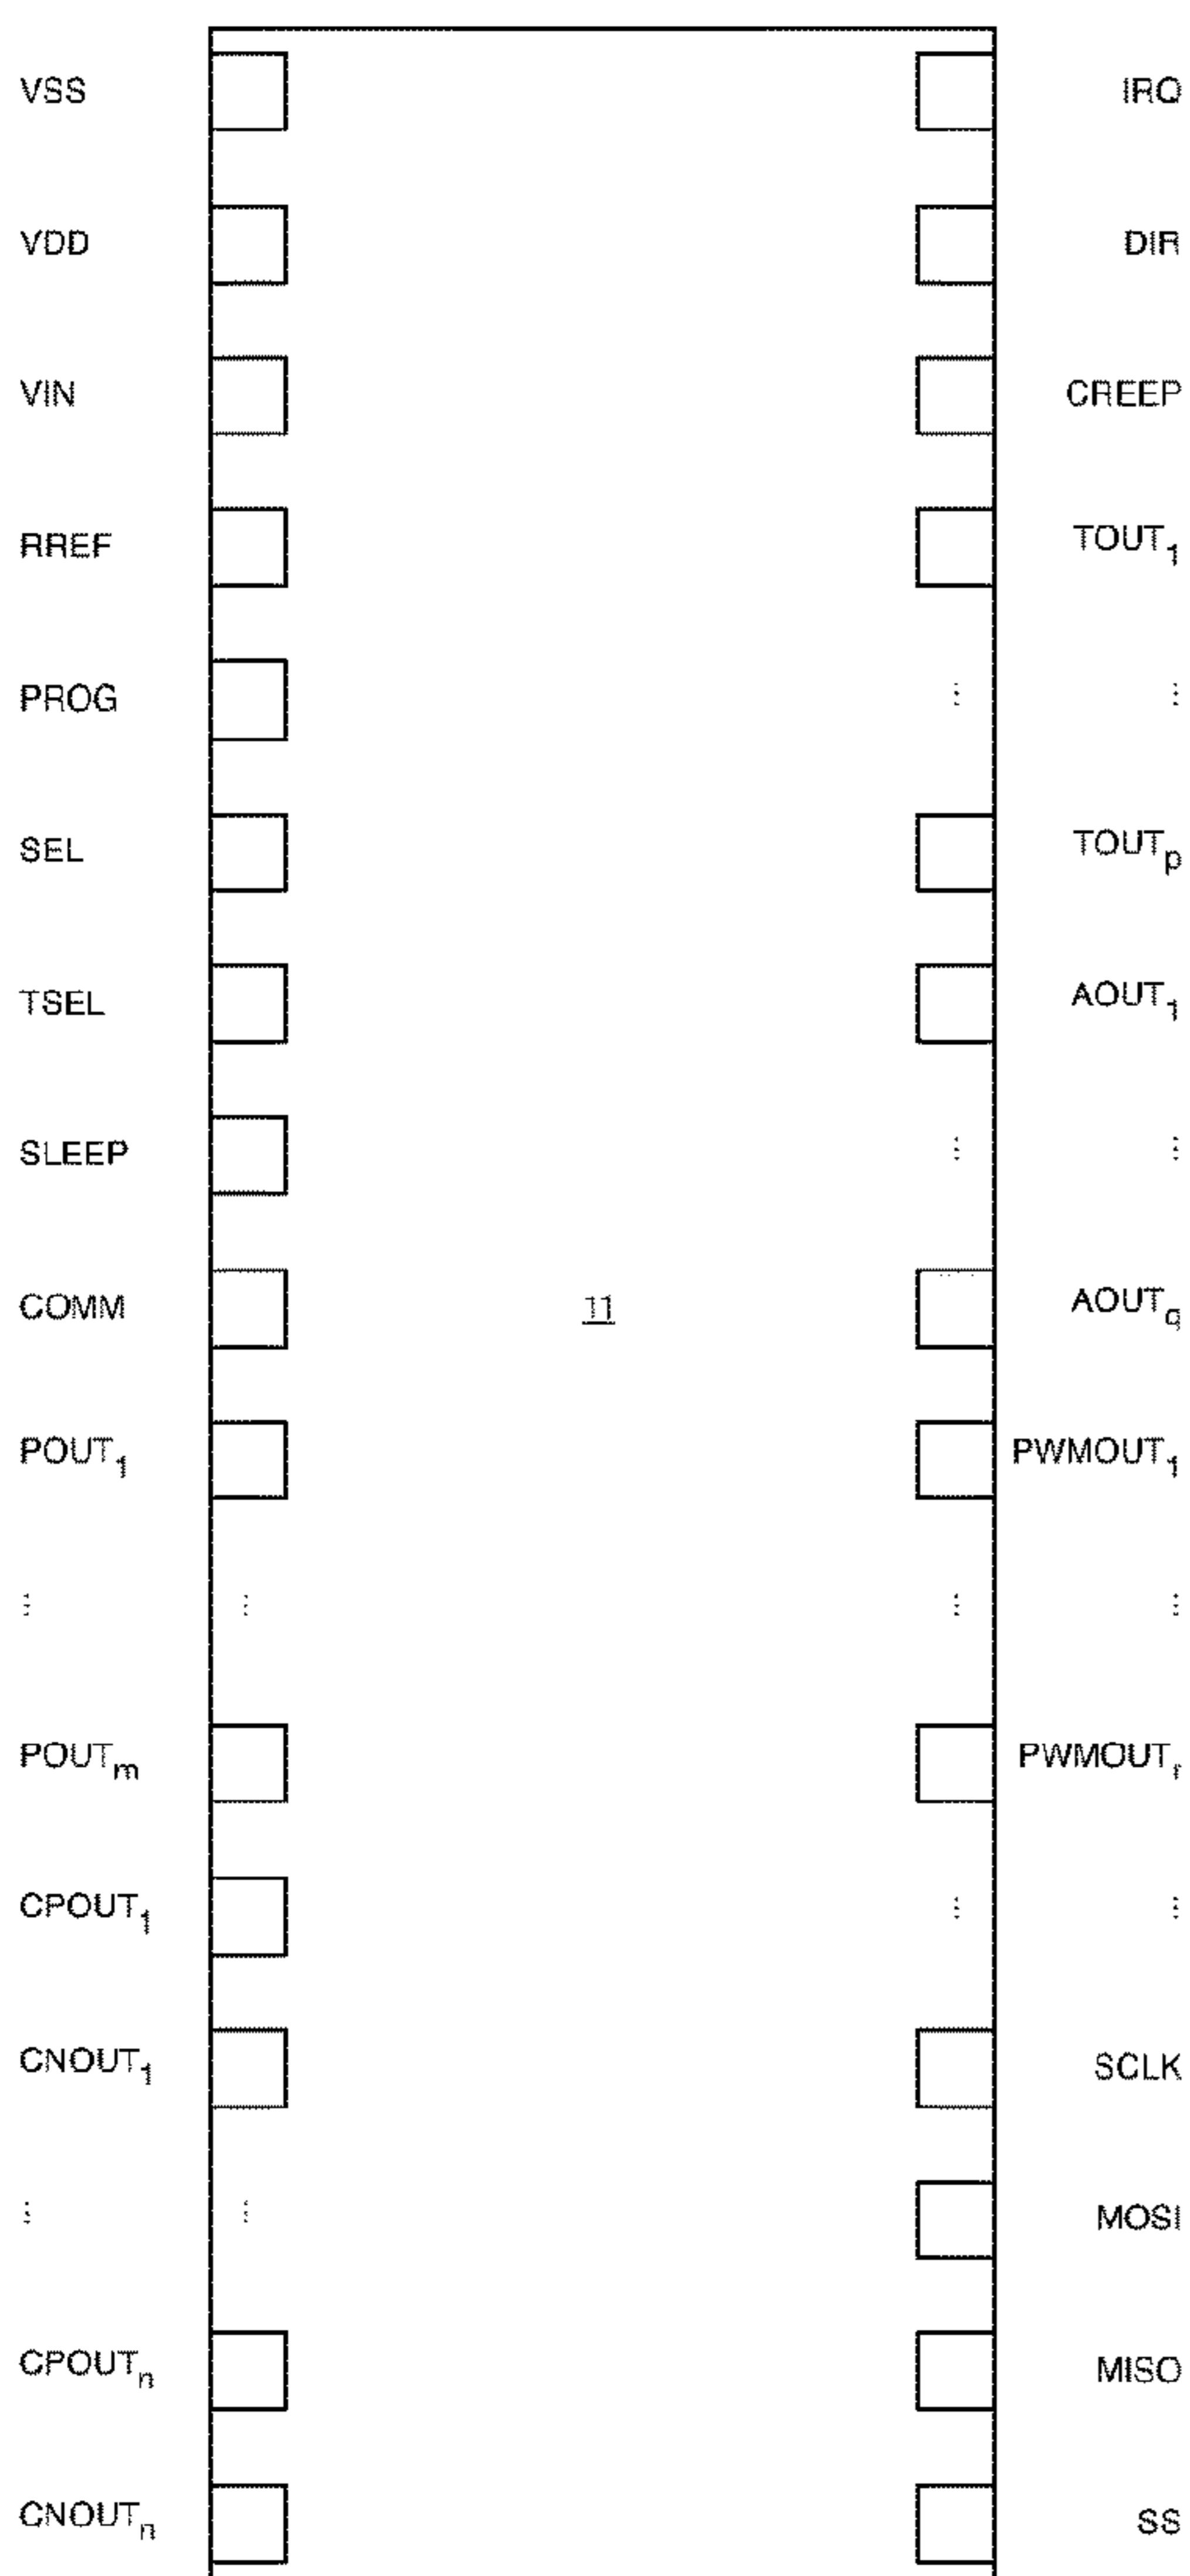 VSS IRQ
VDD DIR
VIN CREEP
RREF TOUT₁
PROG ⋮ ⋮
SEL TOUTₚ
TSEL AOUT₁
SLEEP ⋮ ⋮
COMM 11 AOUT_q
POUT₁ PWMOUT₁
⋮ ⋮ ⋮ ⋮
POUTₘ PWMOUTᵣ
CPOUT₁ ⋮ ⋮
CNOUT₁ SCLK
⋮ ⋮ MOSI
CPOUTₙ MISO
CNOUTₙ SS